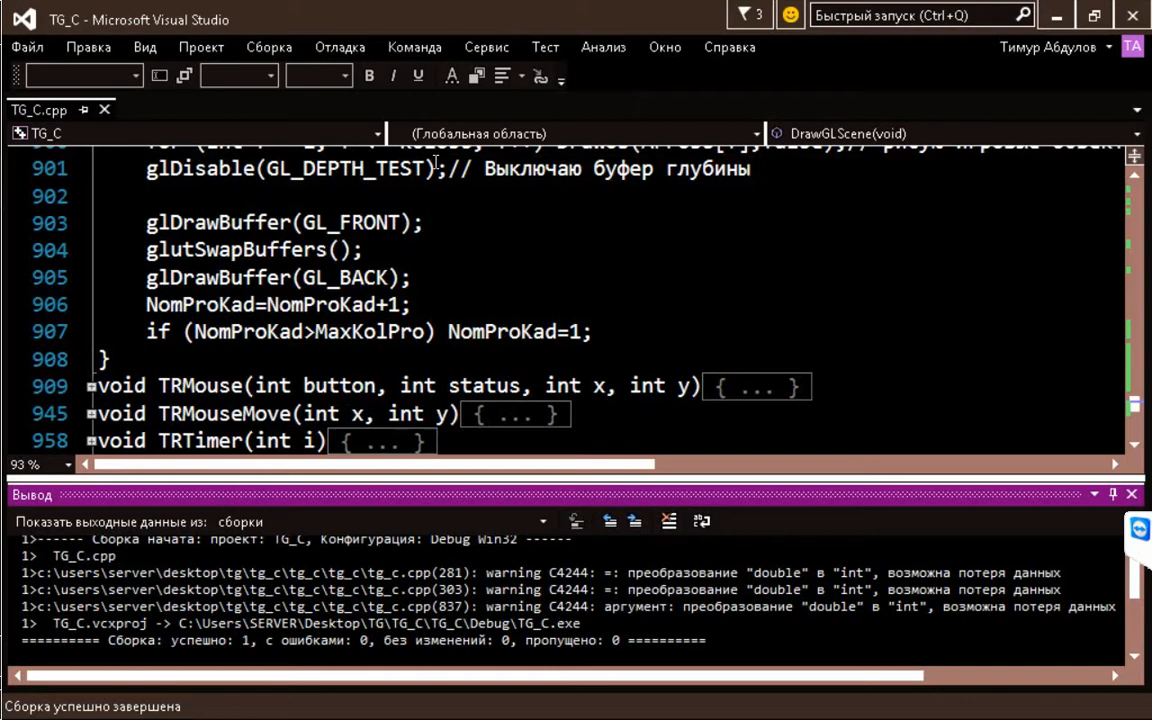 TG_C - Microsoft Visual Studio
3
Быстрый запуск (Ctrl+Q)
Файл Правка Вид Проект Сборка Отладка Команда Сервис Тест Анализ Окно Справка Тимур Абдулов TA
B I U A
TG_C.cpp
TG_C (Глобальная область) DrawGLScene(void)
901 glDisable(GL_DEPTH_TEST);// Выключаю буфер глубины
902
903 glDrawBuffer(GL_FRONT);
904 glutSwapBuffers();
905 glDrawBuffer(GL_BACK);
906 NomProKad=NomProKad+1;
907 if (NomProKad>MaxKolPro) NomProKad=1;
908 }
909 void TRMouse(int button, int status, int x, int y){ ... }
945 void TRMouseMove(int x, int y){ ... }
958 void TRTimer(int i){ ... }
93 %
Вывод
Показать выходные данные из: сборки
1>------ Сборка начата: проект: TG_C, Конфигурация: Debug Win32 ------
1> TG_C.cpp
1>c:\users\server\desktop\tg\tg_c\tg_c\tg_c.cpp(281): warning C4244: =: преобразование "double" в "int", возможна потеря данных
1>c:\users\server\desktop\tg\tg_c\tg_c\tg_c.cpp(303): warning C4244: =: преобразование "double" в "int", возможна потеря данных
1>c:\users\server\desktop\tg\tg_c\tg_c\tg_c.cpp(837): warning C4244: аргумент: преобразование "double" в "int", возможна потеря данных
1> TG_C.vcxproj -> C:\Users\SERVER\Desktop\TG\TG_C\TG_C\Debug\TG_C.exe
========== Сборка: успешно: 1, с ошибками: 0, без изменений: 0, пропущено: 0 ==========
Сборка успешно завершена